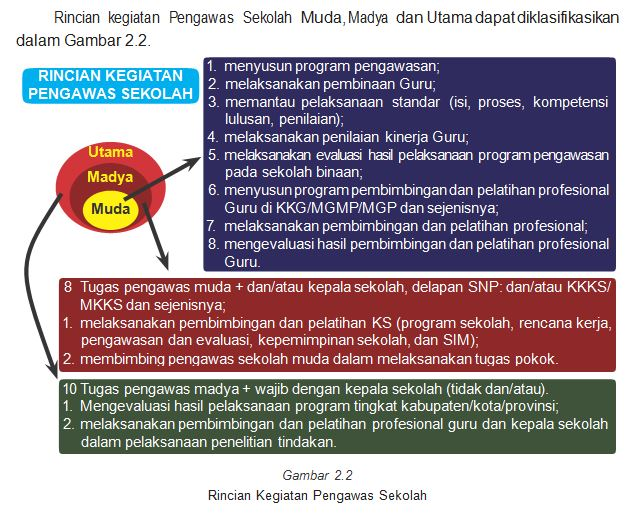 Rincian kegiatan Pengawas Sekolah Muda, Madya dan Utama dapat diklasifikasikan
dalam Gambar 2.2.
RINCIAN KEGIATAN
PENGAWAS SEKOLAH
Utama
Madya
Muda
1. menyusun program pengawasan;
2. melaksanakan pembinaan Guru;
3. memantau pelaksanaan standar (isi, proses, kompetensi
lulusan, penilaian);
4. melaksanakan penilaian kinerja Guru;
5. melaksanakan evaluasi hasil pelaksanaan program pengawasan
pada sekolah binaan;
6. menyusun program pembimbingan dan pelatihan profesional
Guru di KKG/MGMP/MGP dan sejenisnya;
7. melaksanakan pembimbingan dan pelatihan profesional;
8. mengevaluasi hasil pembimbingan dan pelatihan profesional
Guru.
8 Tugas pengawas muda + dan/atau kepala sekolah, delapan SNP: dan/atau KKKS/
MKKS dan sejenisnya;
1. melaksanakan pembimbingan dan pelatihan KS (program sekolah, rencana kerja,
pengawasan dan evaluasi, kepemimpinan sekolah, dan SIM);
2. membimbing pengawas sekolah muda dalam melaksanakan tugas pokok.
10 Tugas pengawas madya + wajib dengan kepala sekolah (tidak dan/atau).
1. Mengevaluasi hasil pelaksanaan program tingkat kabupaten/kota/provinsi;
2. melaksanakan pembimbingan dan pelatihan profesional guru dan kepala sekolah
dalam pelaksanaan penelitian tindakan.
Gambar 2.2
Rincian Kegiatan Pengawas Sekolah